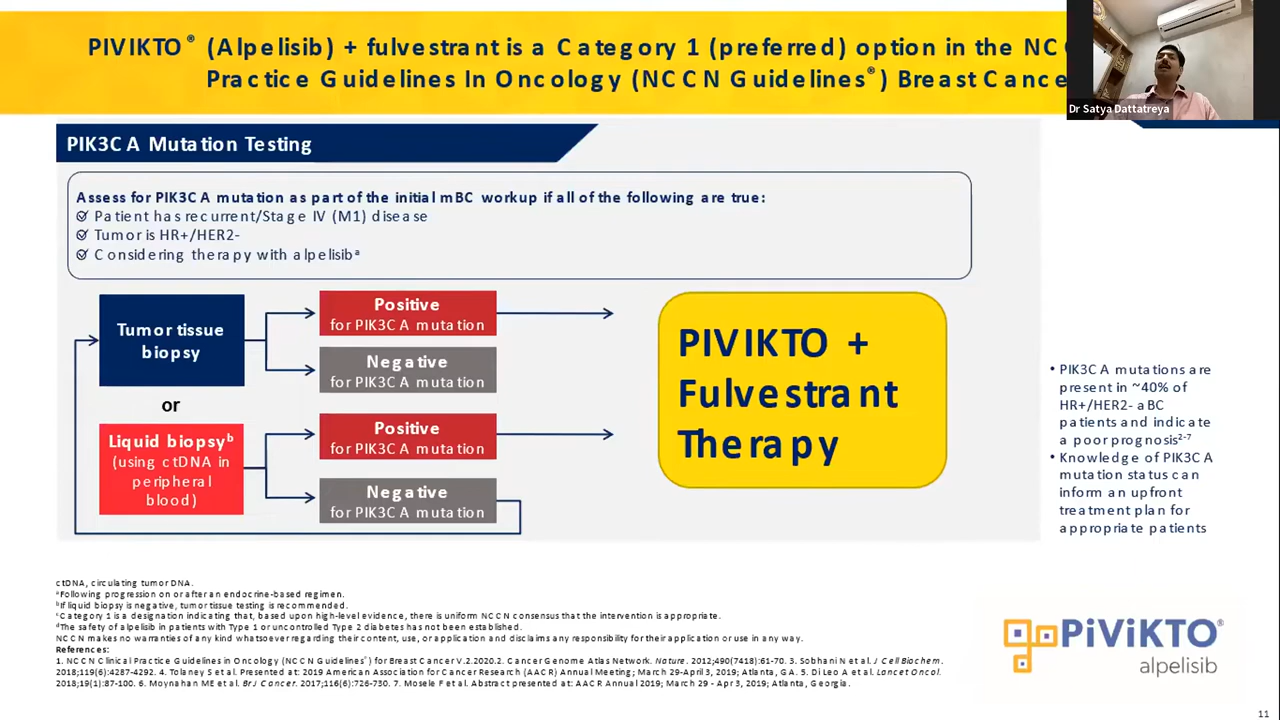 PIVIKTO® (Alpelisib) + fulvestrant is a Category 1 (preferred) option in the
Practice Guidelines In Oncology (NCCN Guidelines®) Breast
Dr Satya Dattatreya
PIK3CA Mutation Testing
Assess for PIK3CA mutation as part of the initial mBC workup if all of the following are true:
Patient has recurrent/Stage IV (M1) disease
Tumor is HR+/HER2-
Considering therapy with alpelisibᵃ
Tumor tissue
biopsy
Positive
for PIK3CA mutation
Negative
for PIK3CA mutation
or
Liquid biopsyᵇ
(using ctDNA in
peripheral
blood)
Positive
for PIK3CA mutation
Negative
for PIK3CA mutation
PIVIKTO +
Fulvestrant
Therapy
• PIK3CA mutations are
present in ~40% of
HR+/HER2- aBC
patients and indicate
a poor prognosis²⁻⁷
• Knowledge of PIK3CA
mutation status can
inform an upfront
treatment plan for
appropriate patients
ctDNA, circulating tumor DNA.
ᵃFollowing progression on or after an endocrine-based regimen.
ᵇIf liquid biopsy is negative, tumor tissue testing is recommended.
ᶜCategory 1 is a designation indicating that, based upon high-level evidence, there is uniform NCCN consensus that the intervention is appropriate.
ᵈThe safety of alpelisib in patients with Type 1 or uncontrolled Type 2 diabetes has not been established.
NCCN makes no warranties of any kind whatsoever regarding their content, use, or application and disclaims any responsibility for their application or use in any way.
References:
1. NCCN Clinical Practice Guidelines in Oncology (NCCN Guidelines®) for Breast Cancer V.2.2020.2. Cancer Genome Atlas Network. Nature. 2012;490(7418):61-70. 3. Sobhani N et al. J Cell Biochem.
2018;119(6):4287-4292. 4. Tolaney S et al. Presented at: 2019 American Association for Cancer Research (AACR) Annual Meeting; March 29-April 3, 2019; Atlanta, GA. 5. Di Leo A et al. Lancet Oncol.
2018;19(1):87-100. 6. Moynahan ME et al. Br J Cancer. 2017;116(6):726-730. 7. Mosele F et al. Abstract presented at: AACR Annual 2019; March 29 - Apr 3, 2019; Atlanta, Georgia.
PiViKTO®
alpelisib
11